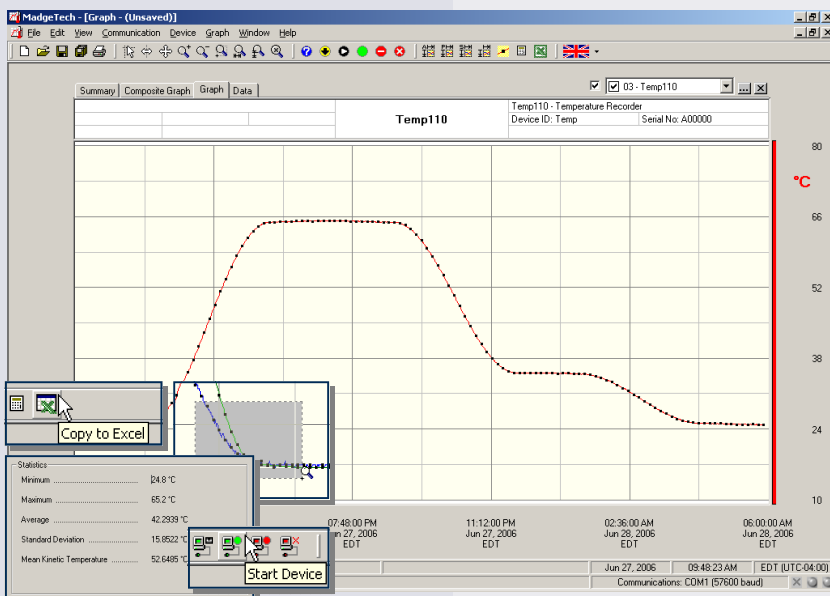 MadgeTech - [Graph - (Unsaved)]
File Edit View Communication Device Graph Window Help
Summary Composite Graph Graph Data
03 - Temp110
...
Temp110
Temp110 - Temperature Recorder
Device ID: Temp Serial No: A00000
80
°C
66
52
38
24
10
Copy to Excel
Statistics
Minimum 24.8 °C
Maximum 65.2 °C
Average 42.2939 °C
Standard Deviation 15.8522 °C
Mean Kinetic Temperature 52.6485 °C
Start Device
07:48:00 PM
Jun 27, 2006
EDT
11:12:00 PM
Jun 27, 2006
EDT
02:36:00 AM
Jun 28, 2006
EDT
06:00:00 AM
Jun 28, 2006
EDT
Jun 27, 2006 09:48:23 AM EDT (UTC-04:00)
Communications: COM1 (57600 baud)